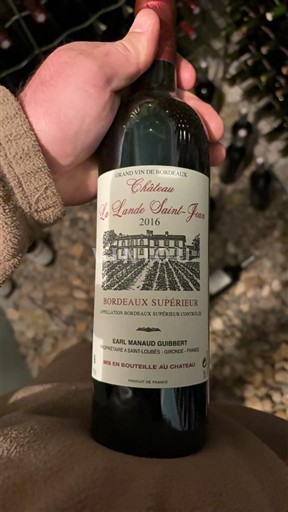 GRAND VIN DE BORDEAUX
Château
La Lande Saint-Jean
2016
BORDEAUX SUPÉRIEUR
APPELLATION BORDEAUX SUPÉRIEUR CONTRÔLÉE
EARL MANAUD GUIBBERT
PROPRIÉTAIRE A SAINT-LOUBÈS - GIRONDE - FRANCE
MIS EN BOUTEILLE AU CHATEAU
PRODUIT DE FRANCE